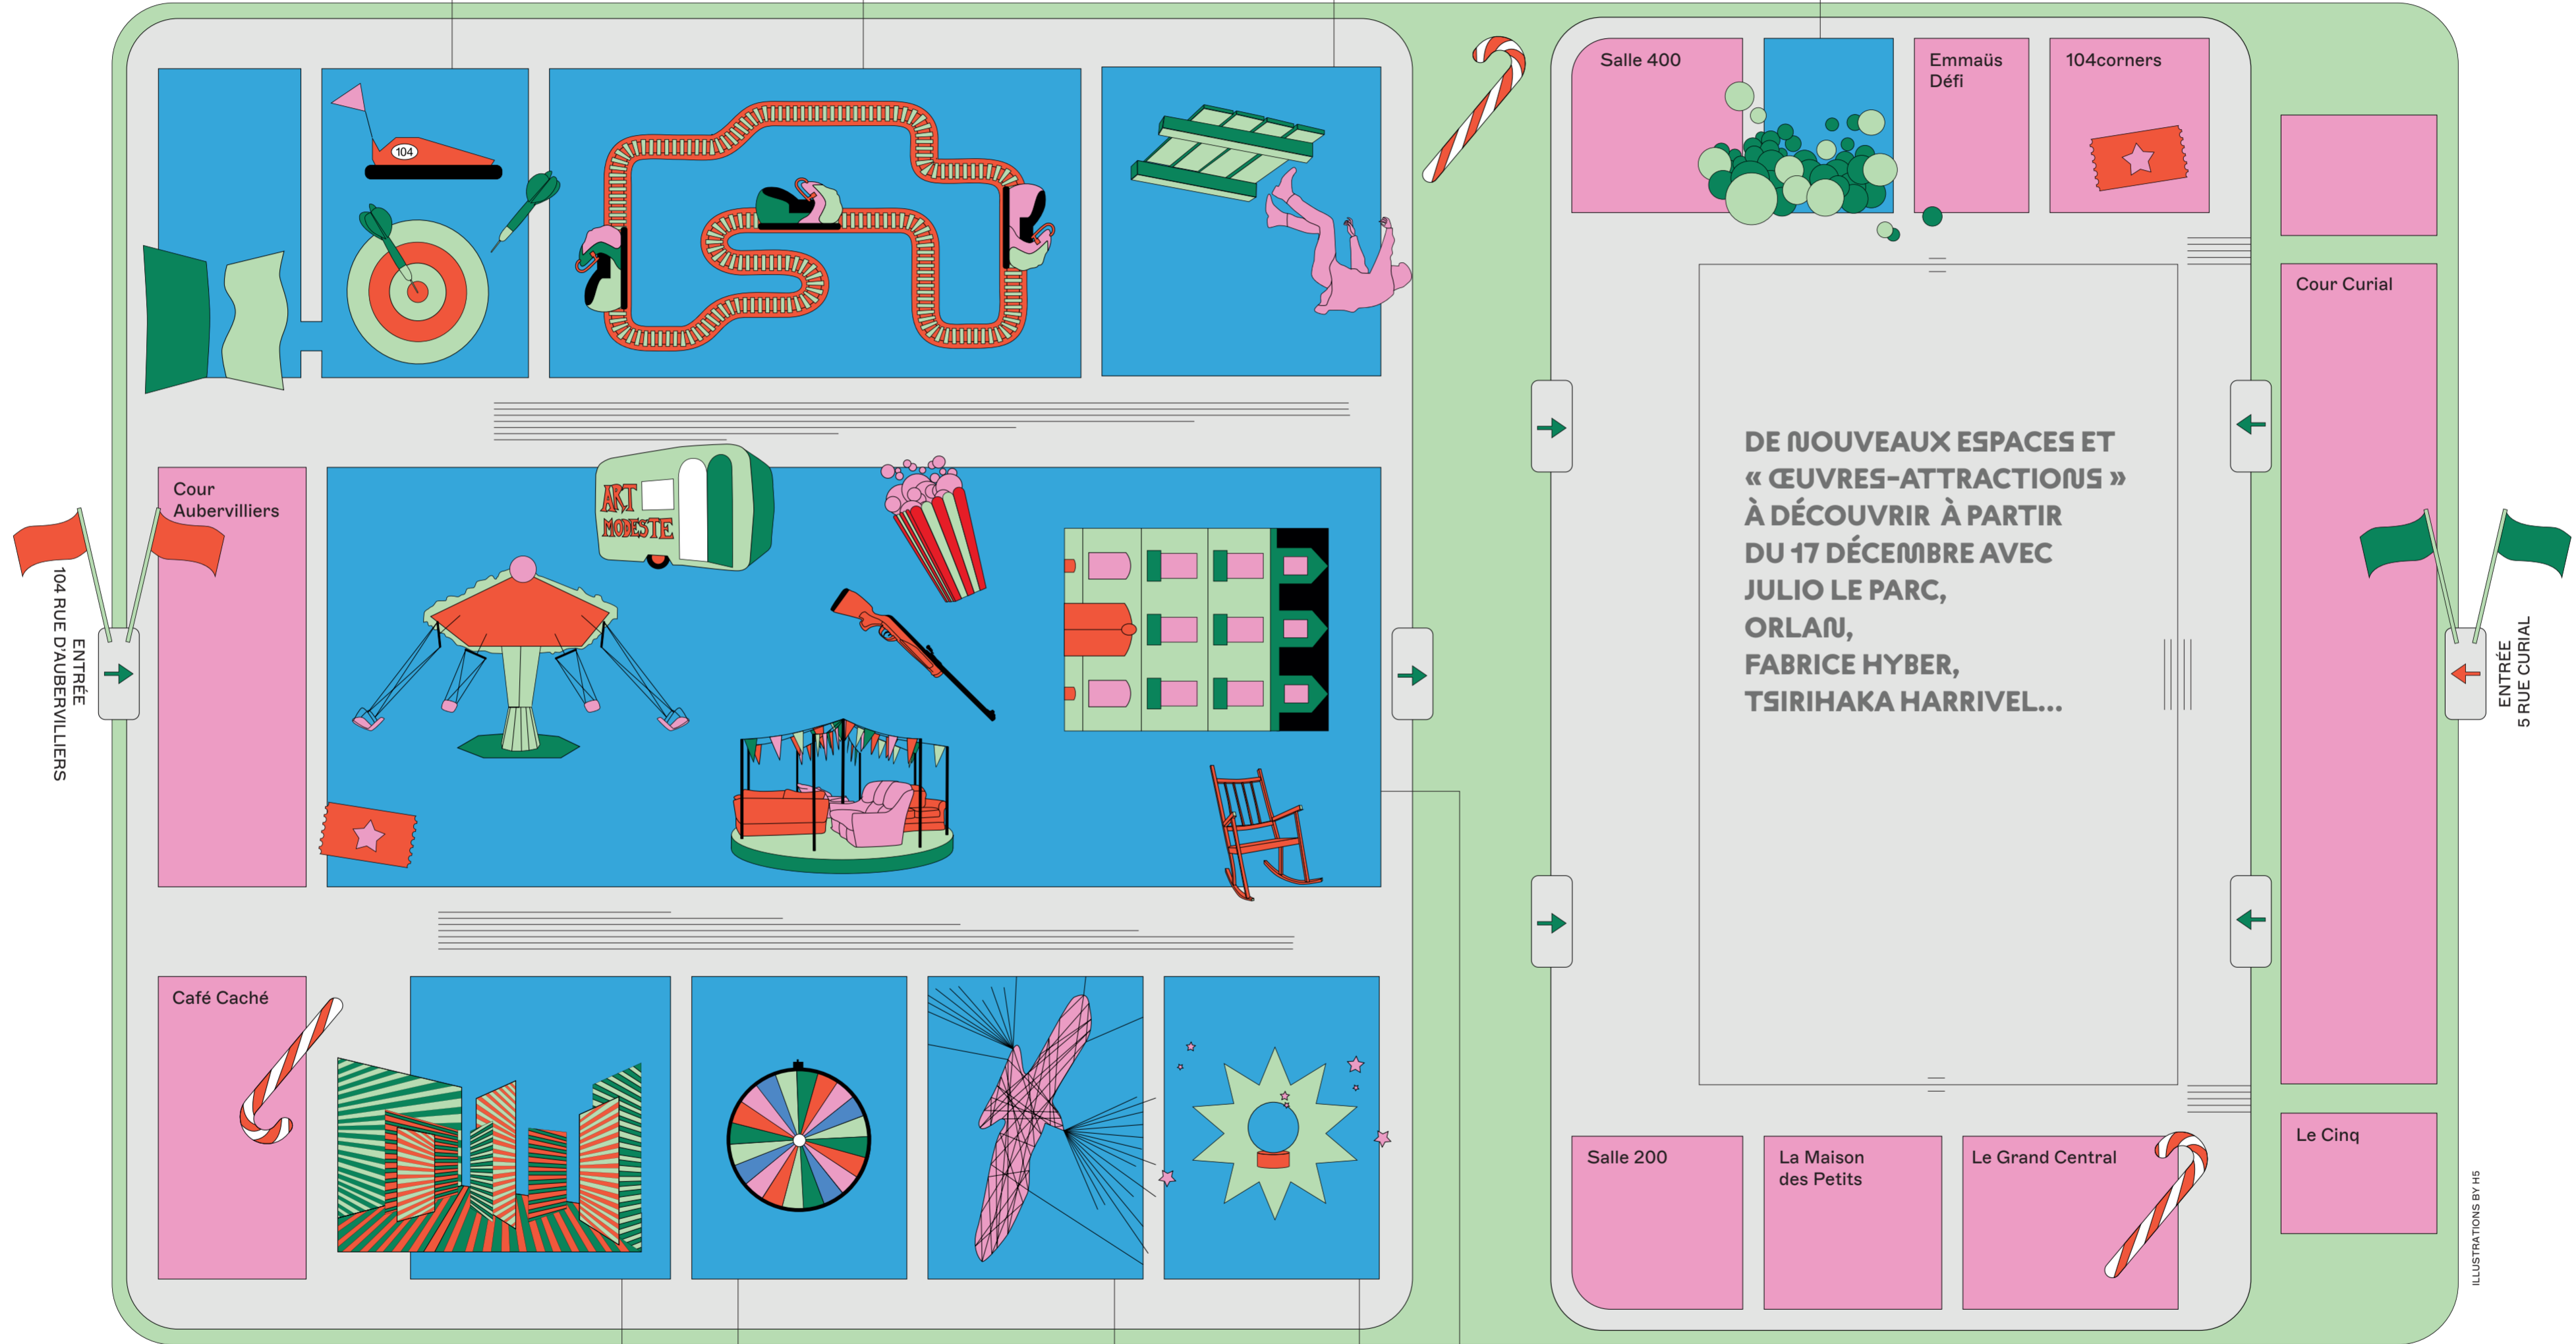 104
Salle 400
Emmaüs
Défi
104corners
Cour Curial
DE NOUVEAUX ESPACES ET
« ŒUVRES-ATTRACTIONS »
À DÉCOUVRIR À PARTIR
DU 17 DÉCEMBRE AVEC
JULIO LE PARC,
ORLAN,
FABRICE HYBER,
TSIRIHAKA HARRIVEL...
ART
MODESTE
Cour
Aubervilliers
ENTRÉE
104 RUE D'AUBERVILLIERS
ENTRÉE
5 RUE CURIAL
Café Caché
Salle 200
La Maison
des Petits
Le Grand Central
Le Cinq
ILLUSTRATIONS BY H5